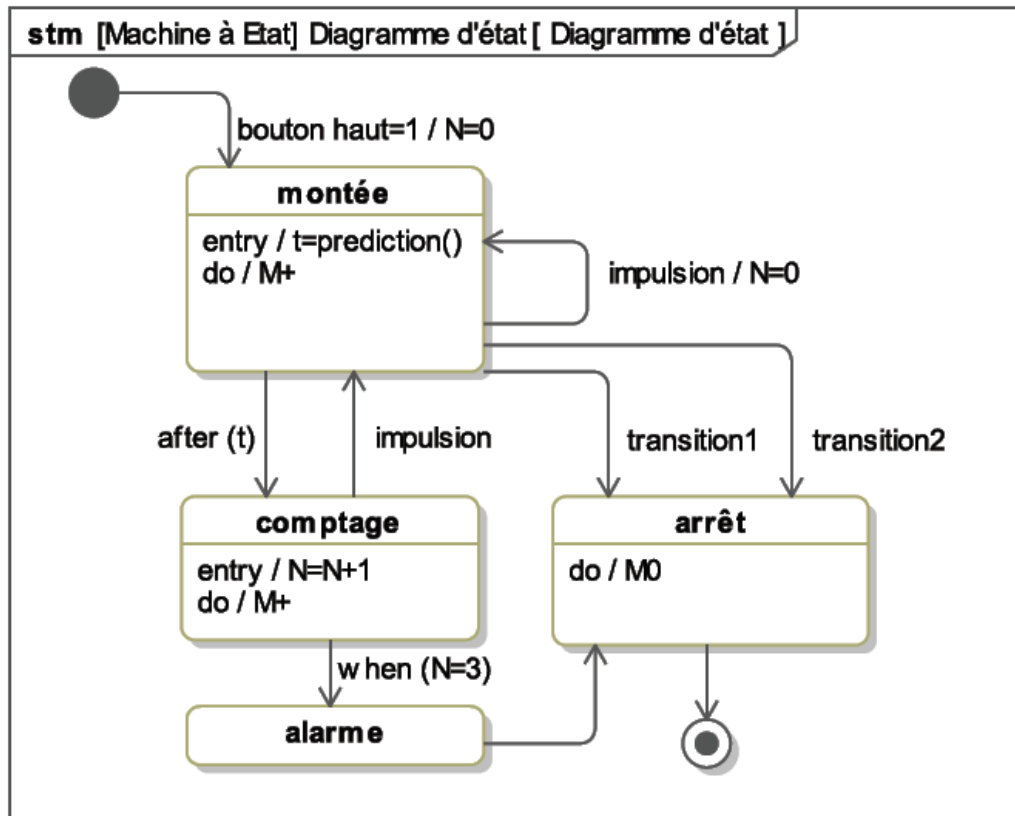 stm [Machine à Etat] Diagramme d'état [ Diagramme d'état ]
bouton haut=1 / N=0
montée
entry / t=prediction()
do / M+
impulsion / N=0
after (t)
impulsion
transition1
transition2
comptage
entry / N=N+1
do / M+
arrêt
do / M0
when (N=3)
alarme